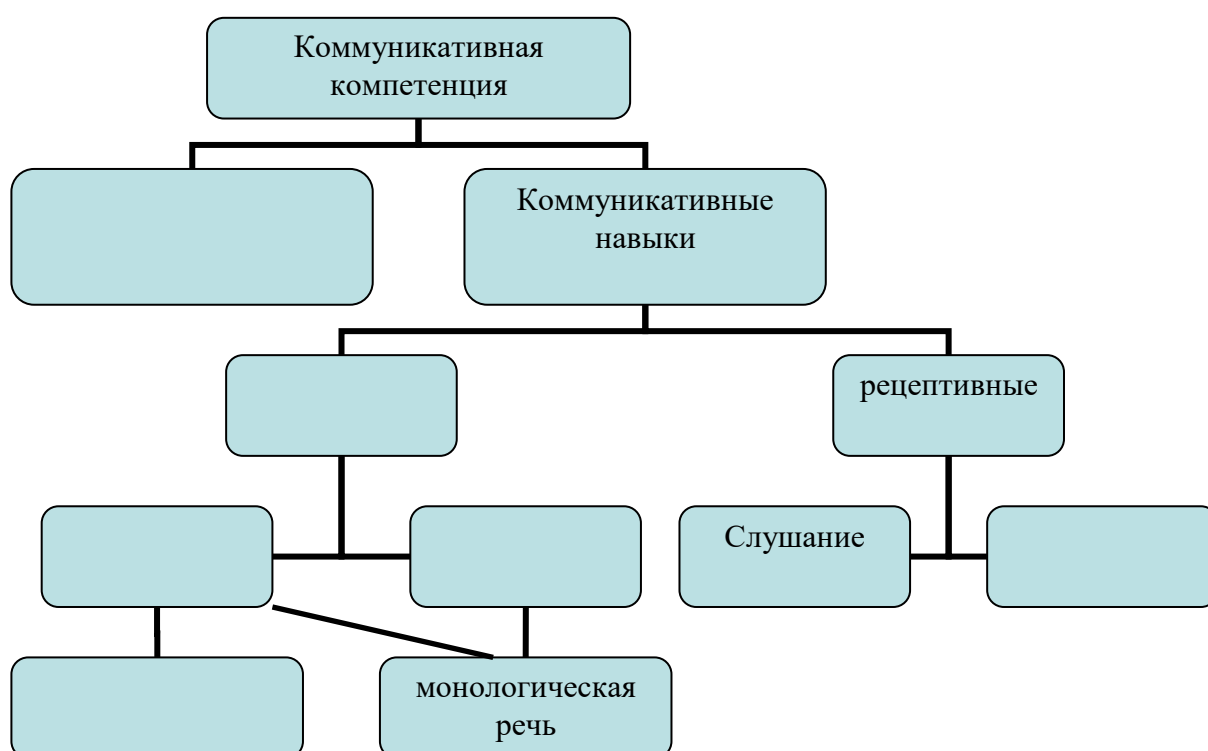 Коммуникативная
компетенция
Коммуникативные
навыки
рецептивные
Слушание
монологическая
речь